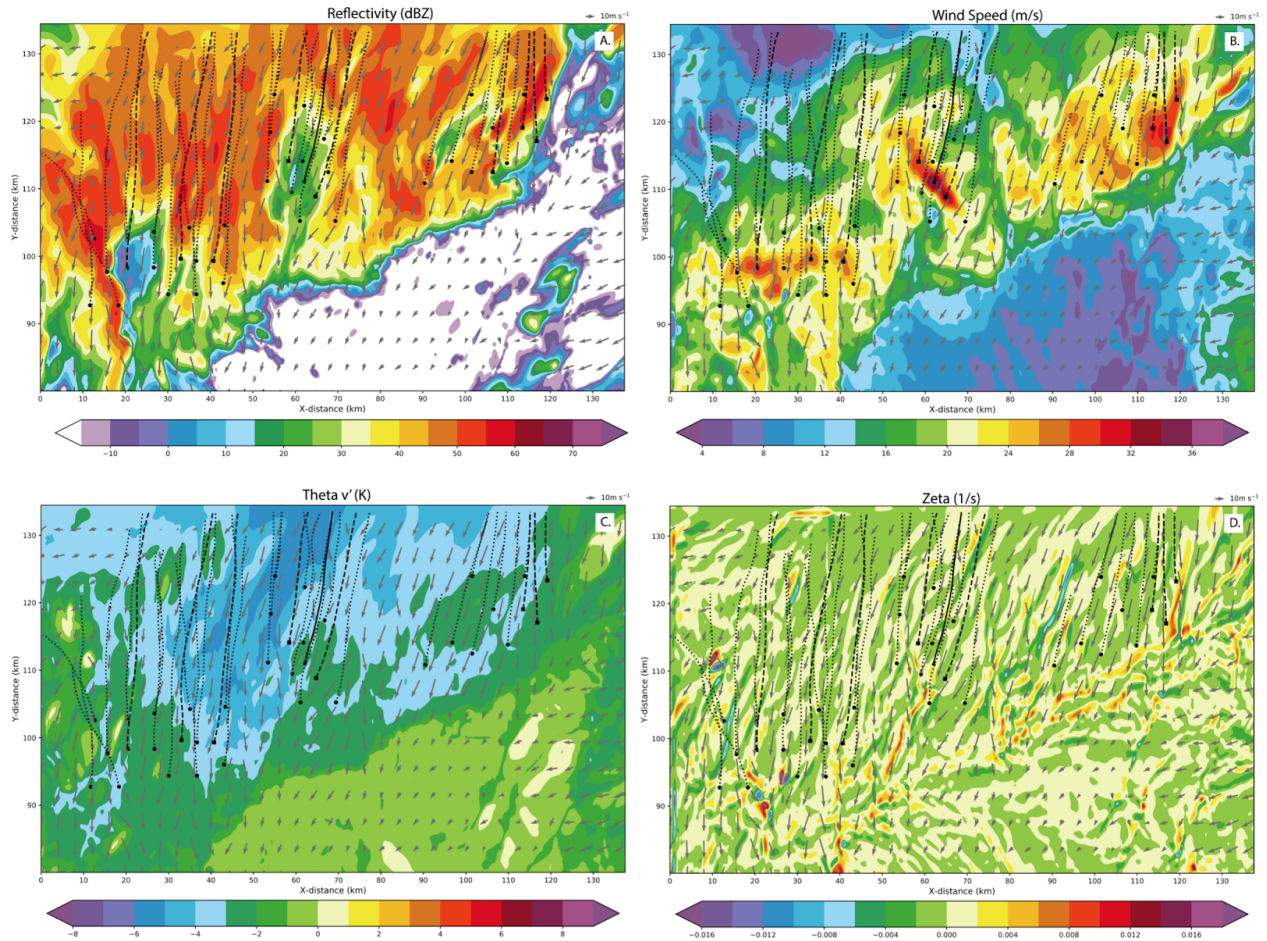 Reflectivity (dBZ)
10m s⁻¹
A.
130
120
110
100
90
Y-distance (km)
0 10 20 30 40 50 60 70 80 90 100 110 120 130
X-distance (km)
−10 0 10 20 30 40 50 60 70
Wind Speed (m/s)
10m s⁻¹
B.
130
120
110
100
90
Y-distance (km)
0 10 20 30 40 50 60 70 80 90 100 110 120 130
X-distance (km)
4 8 12 16 20 24 28 32 36
Theta v' (K)
10m s⁻¹
C.
130
120
110
100
90
Y-distance (km)
0 10 20 30 40 50 60 70 80 90 100 110 120 130
X-distance (km)
−8 −6 −4 −2 0 2 4 6 8
Zeta (1/s)
10m s⁻¹
D.
130
120
110
100
90
Y-distance (km)
0 10 20 30 40 50 60 70 80 90 100 110 120 130
X-distance (km)
−0.016 −0.012 −0.008 −0.004 0.000 0.004 0.008 0.012 0.016